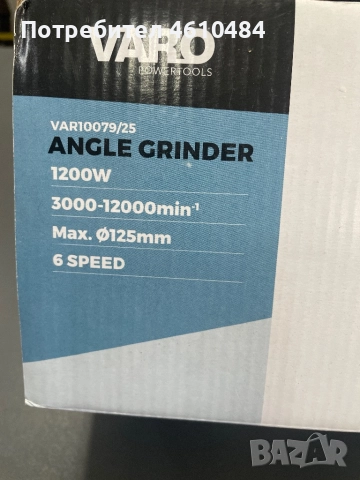 Потребител 4610484
VARO
POWERTOOLS
VAR10079/25
ANGLE GRINDER
1200W
3000-12000min⁻¹
Max. Ø125mm
6 SPEED
BAZAR